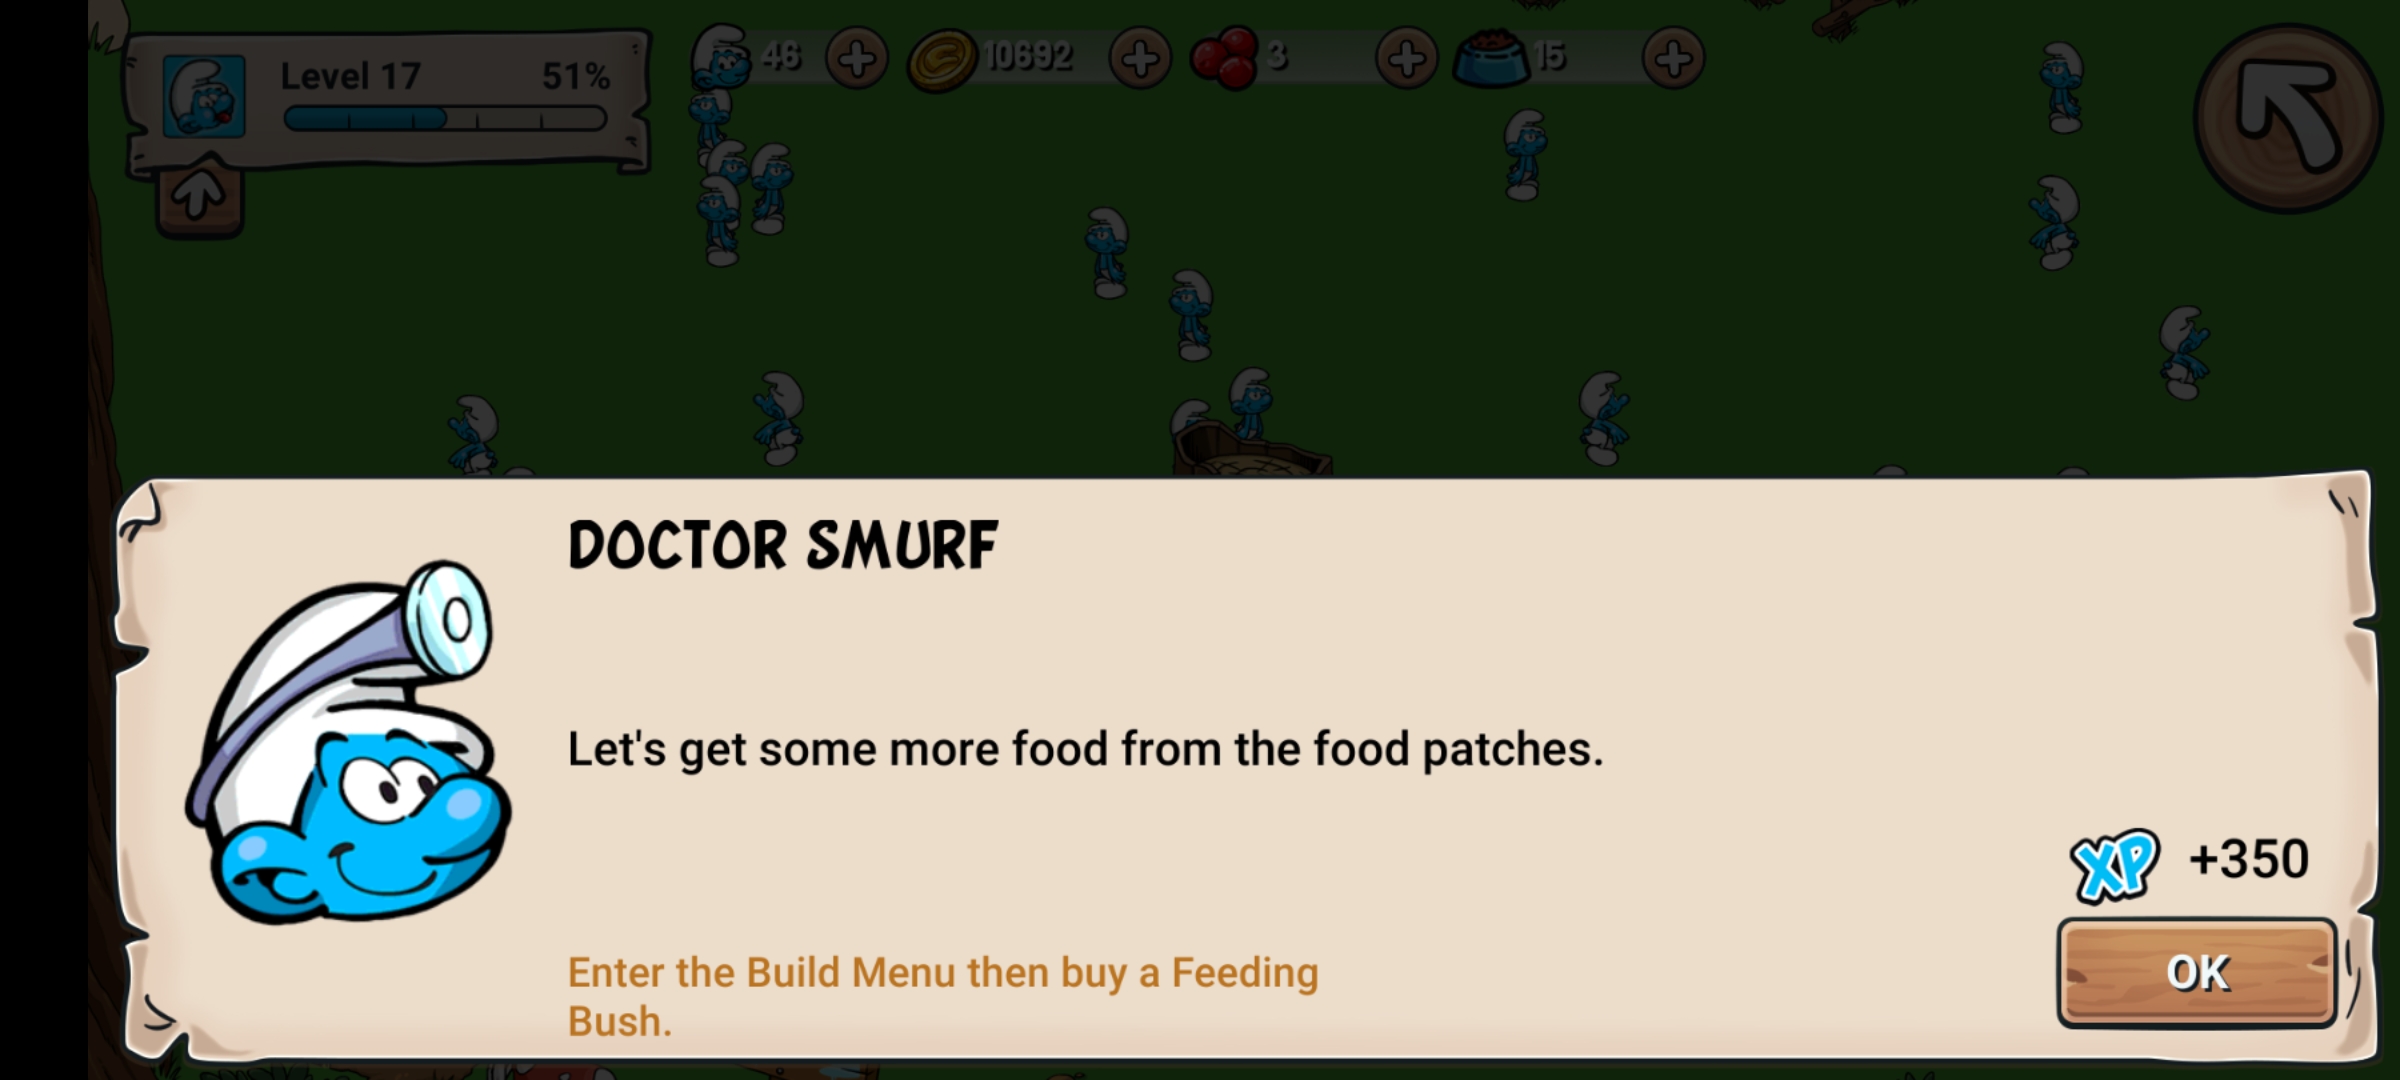 Level 17 51%
46
10692
3
15
DOCTOR SMURF
Let's get some more food from the food patches.
XP +350
Enter the Build Menu then buy a Feeding
Bush.
OK